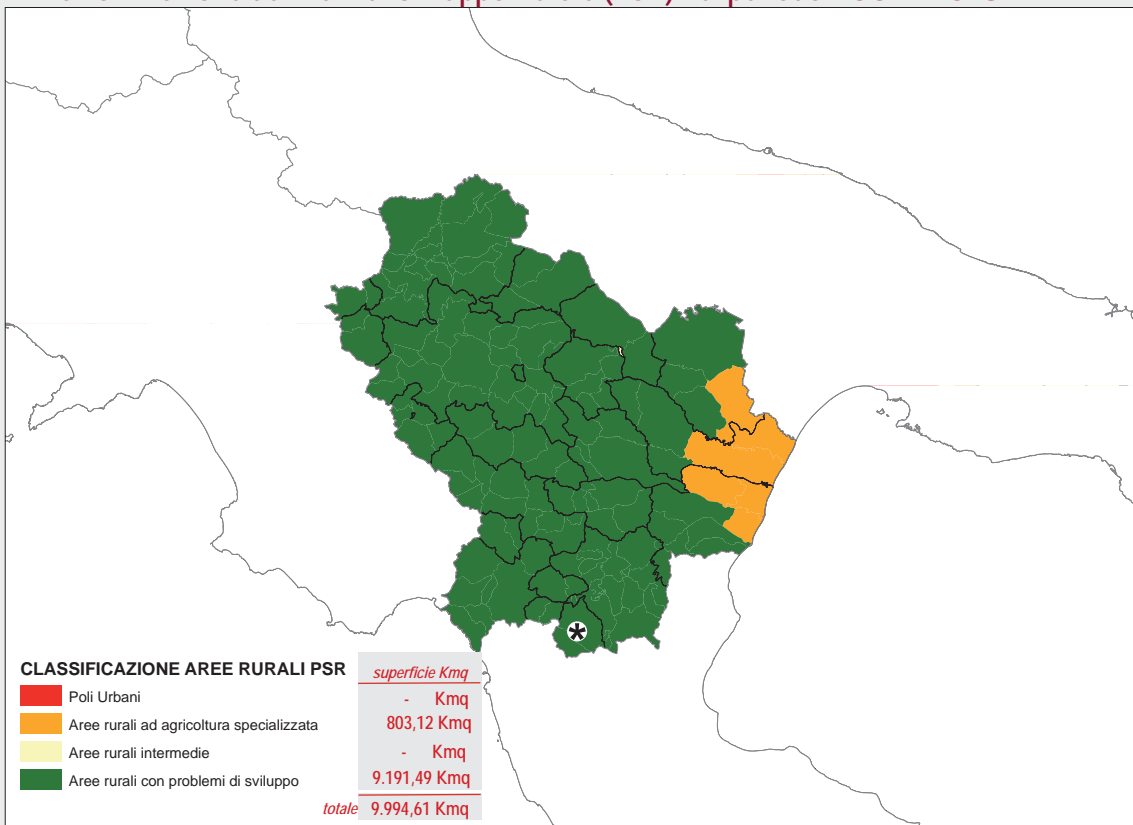 CLASSIFICAZIONE AREE RURALI PSR superficie Kmq
Poli Urbani - Kmq
Aree rurali ad agricoltura specializzata 803,12 Kmq
Aree rurali intermedie - Kmq
Aree rurali con problemi di sviluppo 9.191,49 Kmq
totale 9.994,61 Kmq
*